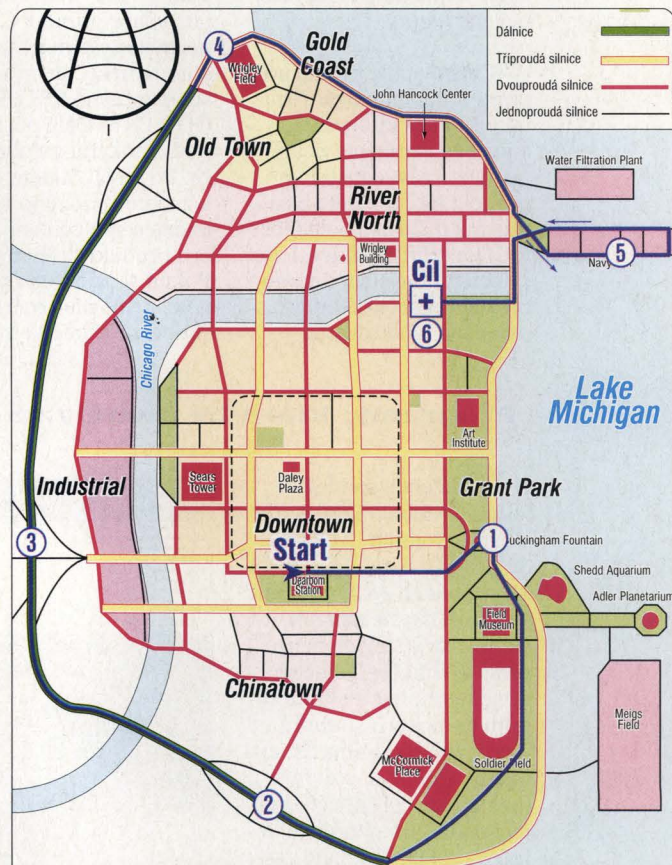 Dálnice
Tříproudá silnice
Dvouproudá silnice
Jednoproudá silnice
4
Wrigley
Field
Gold
Coast
John Hancock Center
Old Town
Water Filtration Plant
River
North
Wrigley
Building
Cíl
+
6
5
Chicago River
Lake
Michigan
Art
Institute
Industrial
Sears
Tower
Daley
Plaza
Grant Park
Downtown
Start
3
1
Buckingham Fountain
Dearborn
Station
Shedd Aquarium
Adler Planetarium
Field
Museum
Chinatown
Meigs
Field
McCormick
Place
Soldier Field
2